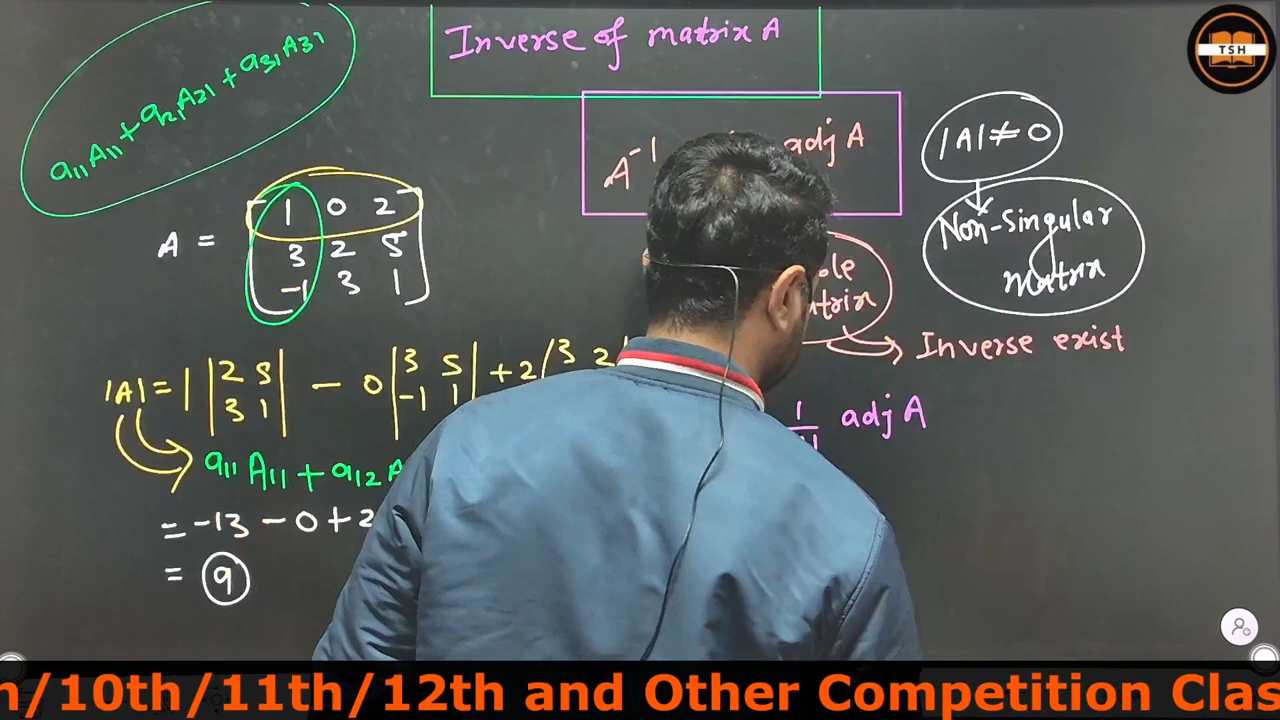 Inverse of matrix A
a11A11 + a21A21 + a31A31
TSH
A⁻¹ adj A
|A| ≠ 0
Non-Singular
matrix
A = [1 0 2
3 2 5
-1 3 1]
Inverse exist
|A| = 1 |2 5 − 0 |3 5 + 2 |3 2
3 1| -1 1|
1 adj A
a11 A11 + a12 A
= -13 - 0 + 2
= 9
/10th/11th/12th and Other Competition